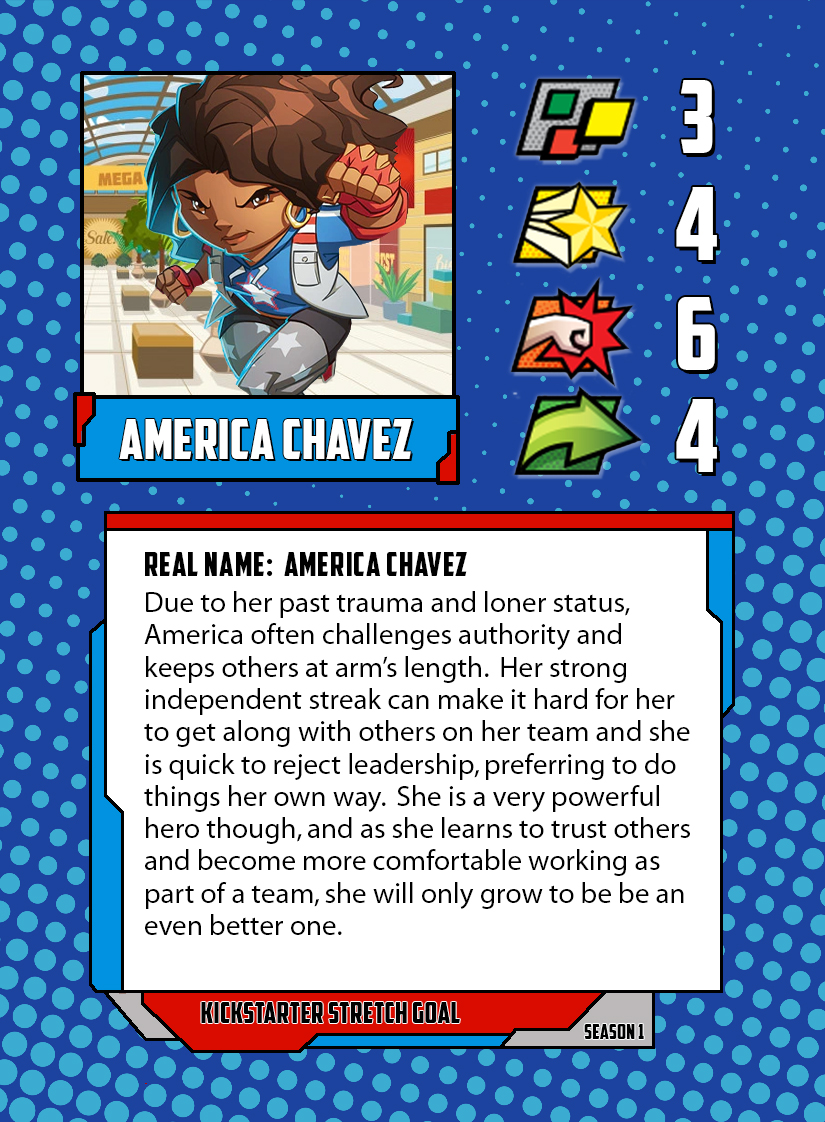 MEGA
Sale
3
4
6
4
AMERICA CHAVEZ
REAL NAME: AMERICA CHAVEZ
Due to her past trauma and loner status,
America often challenges authority and
keeps others at arm’s length. Her strong
independent streak can make it hard for her
to get along with others on her team and she
is quick to reject leadership, preferring to do
things her own way. She is a very powerful
hero though, and as she learns to trust others
and become more comfortable working as
part of a team, she will only grow to be be an
even better one.
KICKSTARTER STRETCH GOAL
SEASON 1